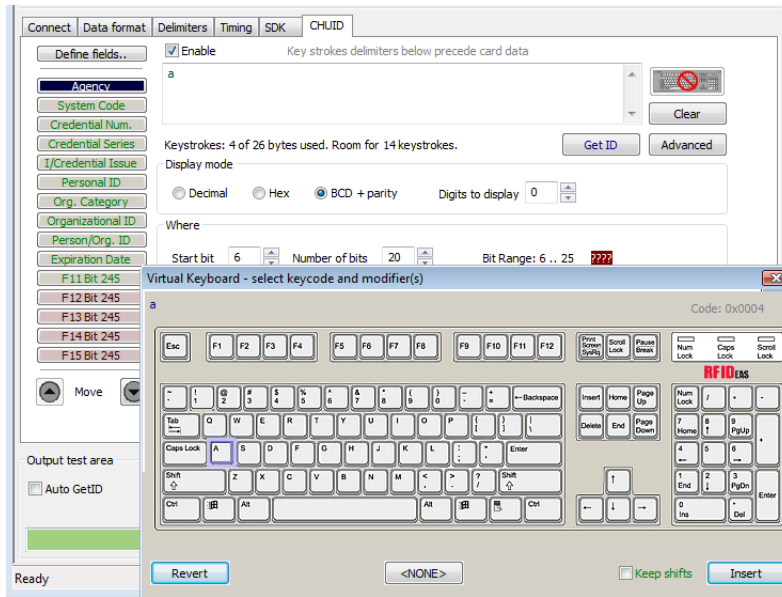 Connect Data format Delimiters Timing SDK CHUID
Define fields..
Enable Key strokes delimiters below precede card data
a
Agency
System Code
Credential Num.
Credential Series
I/Credential Issue
Personal ID
Org. Category
Organizational ID
Person/Org. ID
Expiration Date
F11 Bit 245
F12 Bit 245
F13 Bit 245
F14 Bit 245
F15 Bit 245
Move
Clear
Keystrokes: 4 of 26 bytes used. Room for 14 keystrokes.
Get ID Advanced
Display mode
Decimal Hex BCD + parity Digits to display 0
Where
Start bit 6 Number of bits 20 Bit Range: 6 .. 25 ????
Output test area
Auto GetID
Ready
Virtual Keyboard - select keycode and modifier(s)
a Code: 0x0004
Esc F1 F2 F3 F4 F5 F6 F7 F8 F9 F10 F11 F12 Print Screen SysRq Scroll Lock Pause Break Num Lock Caps Lock Scroll Lock
RFIDeas
~ ` ! 1 @ 2 # 3 $ 4 % 5 ^ 6 & 7 * 8 ( 9 ) 0 _ - + = ←Backspace Insert Home Page Up Num Lock / * -
Tab Q W E R T Y U I O P { [ } ] | \ Delete End Page Down 7 Home 8 ↑ 9 PgUp +
Caps Lock A S D F G H J K L : ; " ' Enter 4 ← 5 6 →
Shift Z X C V B N M < , > . ? / Shift ↑ 1 End 2 ↓ 3 PgDn Enter
Ctrl Alt Alt Ctrl ← ↓ → 0 Ins . Del
Revert <NONE> Keep shifts Insert